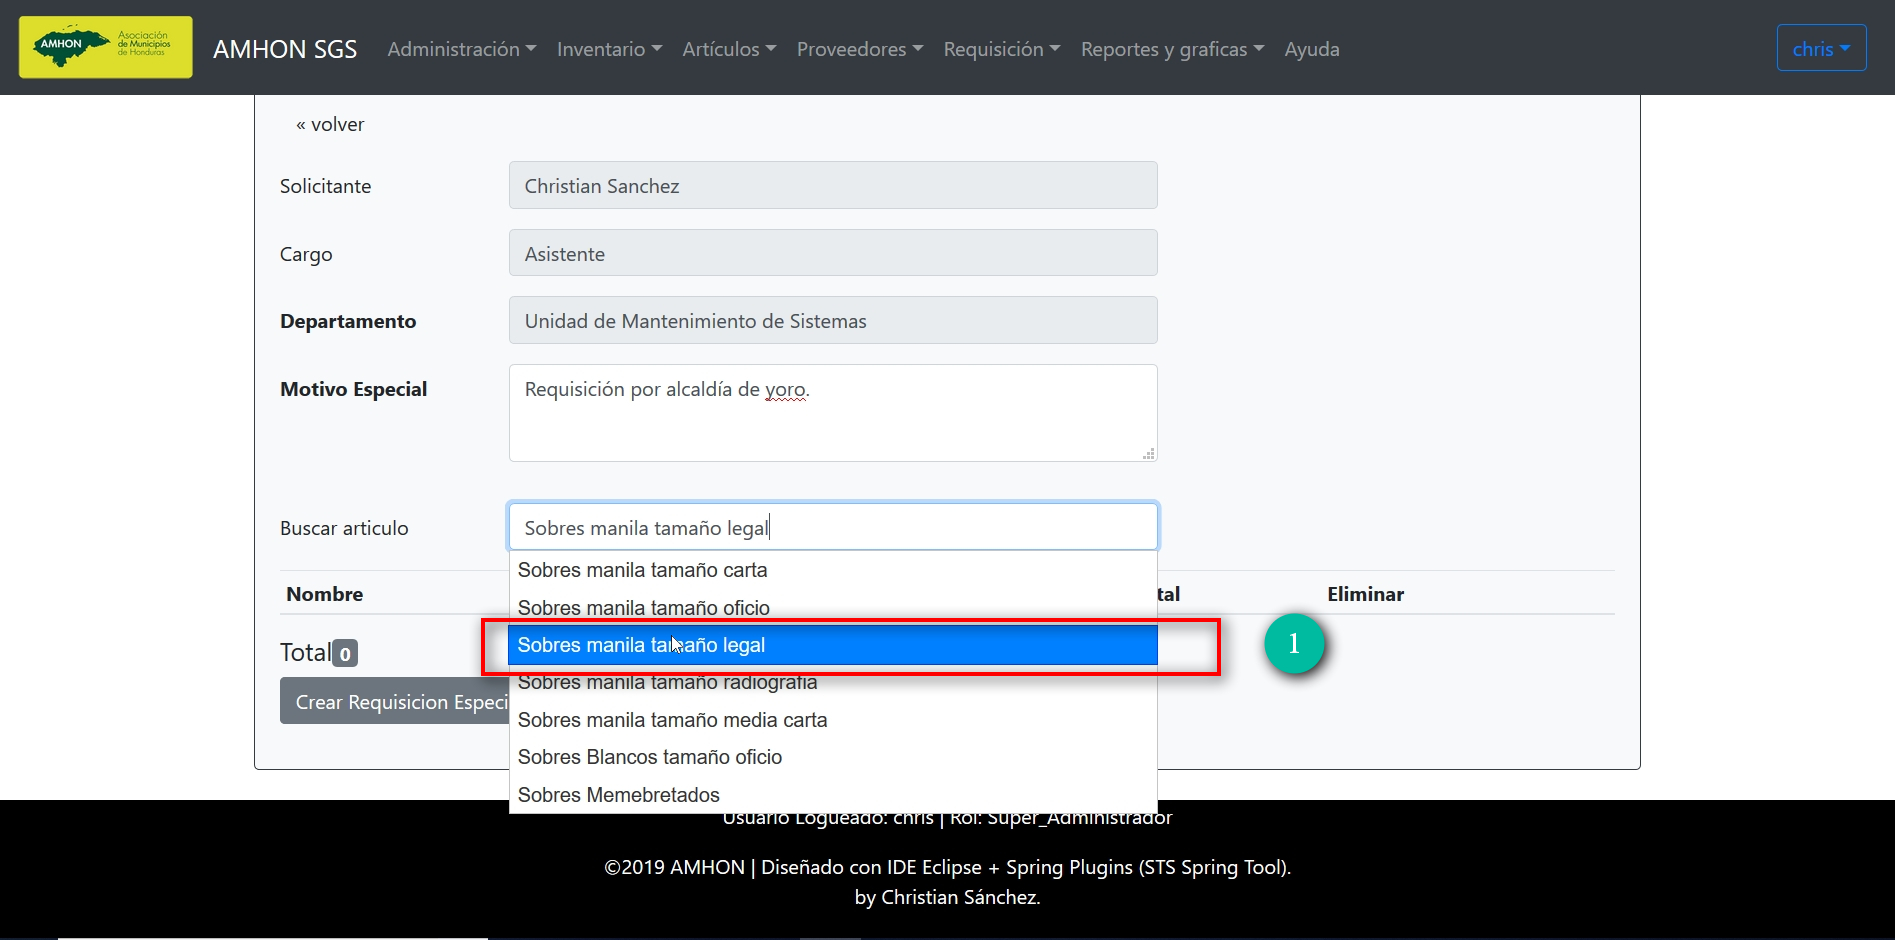 AMHON
Asociación
de Municipios
de Honduras
AMHON SGS
Administración
Inventario
Artículos
Proveedores
Requisición
Reportes y graficas
Ayuda
chris
« volver
Solicitante
Christian Sanchez
Cargo
Asistente
Departamento
Unidad de Mantenimiento de Sistemas
Motivo Especial
Requisición por alcaldía de yoro.
Buscar articulo
Sobres manila tamaño legal
Sobres manila tamaño carta
Nombre
tal
Eliminar
Sobres manila tamaño oficio
Sobres manila tamaño legal
1
Total 0
Sobres manila tamaño radiografia
Crear Requisicion Especi
Sobres manila tamaño media carta
Sobres Blancos tamaño oficio
Sobres Memebretados
Usuario Logueado: chris | Rol: Super_Administrador
©2019 AMHON | Diseñado con IDE Eclipse + Spring Plugins (STS Spring Tool).
by Christian Sánchez.